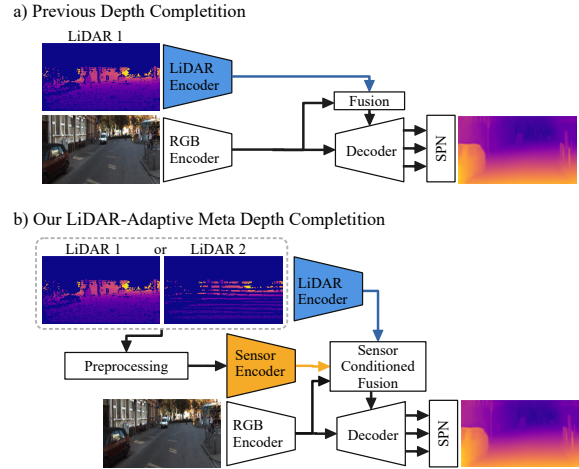 a) Previous Depth Completition
LiDAR 1
LiDAR
Encoder
Fusion
RGB
Encoder
Decoder
SPN
b) Our LiDAR-Adaptive Meta Depth Completition
LiDAR 1 or LiDAR 2
LiDAR
Encoder
Preprocessing
Sensor
Encoder
Sensor
Conditioned
Fusion
RGB
Encoder
Decoder
SPN